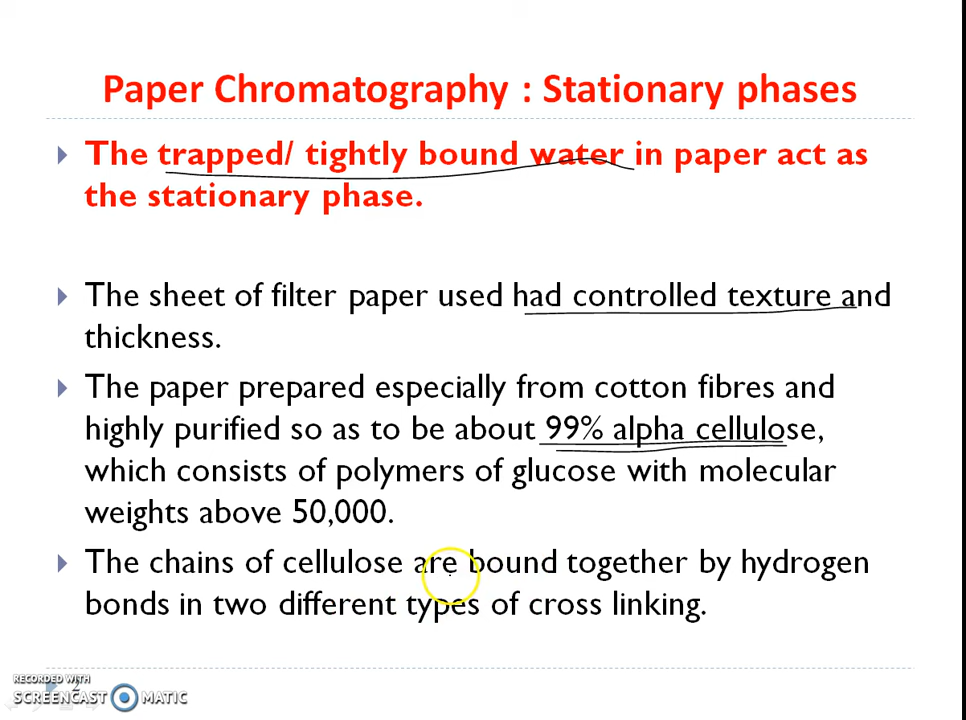 Paper Chromatography : Stationary phases
The trapped/ tightly bound water in paper act as
the stationary phase.
The sheet of filter paper used had controlled texture and
thickness.
The paper prepared especially from cotton fibres and
highly purified so as to be about 99% alpha cellulose,
which consists of polymers of glucose with molecular
weights above 50,000.
The chains of cellulose are bound together by hydrogen
bonds in two different types of cross linking.
2
RECORDED WITH
SCREENCAST MATIC